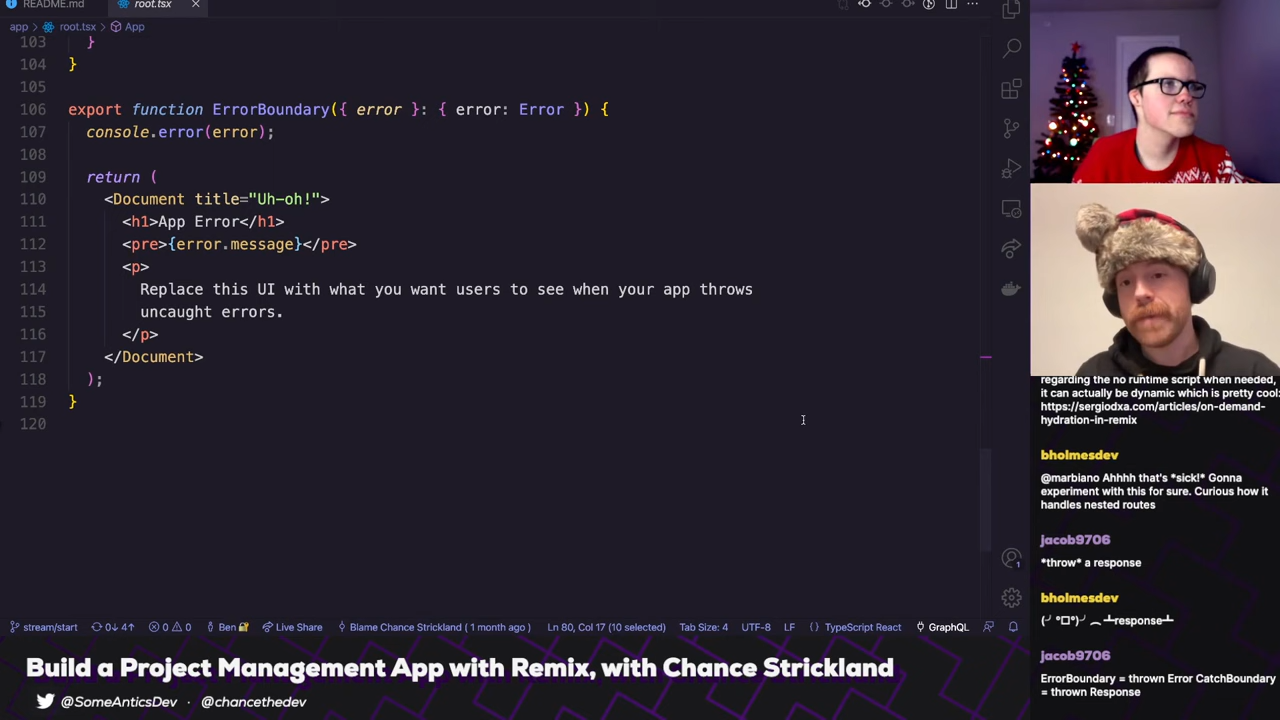 README.md
root.tsx
app > root.tsx > App
103 }
104 }
105
106 export function ErrorBoundary({ error }: { error: Error }) {
107 console.error(error);
108
109 return (
110 <Document title="Uh-oh!">
111 <h1>App Error</h1>
112 <pre>{error.message}</pre>
113 <p>
114 Replace this UI with what you want users to see when your app throws
115 uncaught errors.
116 </p>
117 </Document>
118 );
119 }
120
stream/start 0↓ 4↑ 0 0 Ben Live Share Blame Chance Strickland ( 1 month ago ) Ln 80, Col 17 (10 selected) Tab Size: 4 UTF-8 LF TypeScript React GraphQL
regarding the no runtime script when needed,
it can actually be dynamic which is pretty cool:
https://sergiodxa.com/articles/on-demand-
hydration-in-remix
bholmesdev
@marbiano Ahhhh that's *sick!* Gonna
experiment with this for sure. Curious how it
handles nested routes
jacob9706
*throw* a response
bholmesdev
(╯°□°)╯︵ ┻response┻
jacob9706
ErrorBoundary = thrown Error CatchBoundary
= thrown Response
Build a Project Management App with Remix, with Chance Strickland
@SomeAnticsDev · @chancethedev